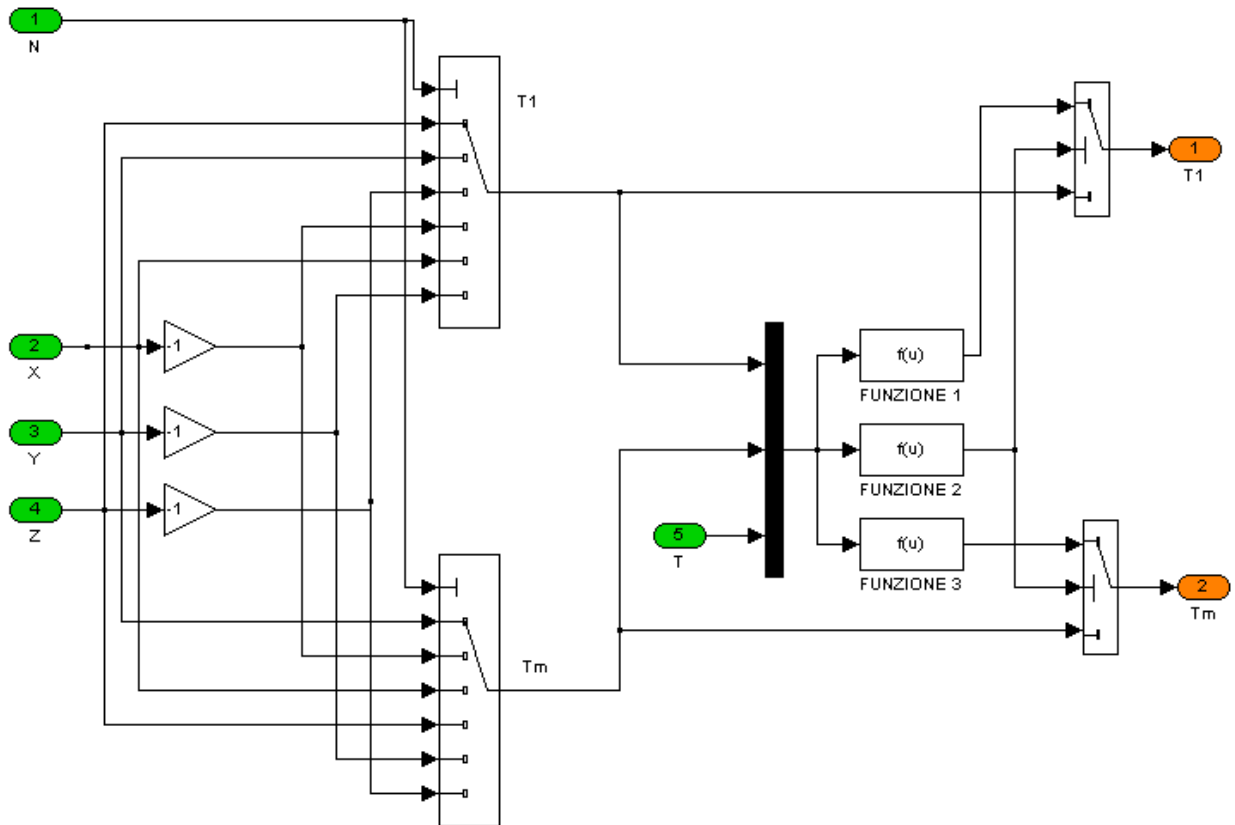 1
N
T1
1
T1
2
X
-1
3
Y
-1
4
Z
-1
f(u)
FUNZIONE 1
f(u)
FUNZIONE 2
5
T
f(u)
FUNZIONE 3
2
Tm
Tm